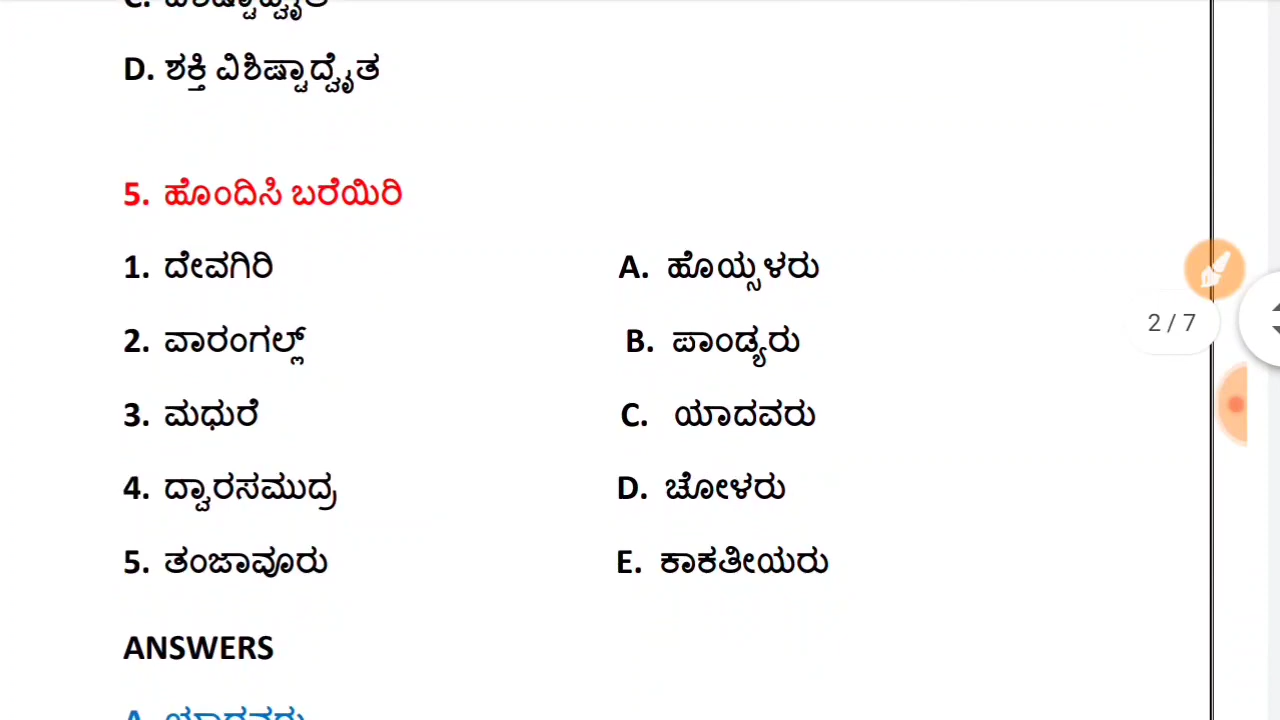 D. ಶಕ್ತಿ ವಿಶಿಷ್ಟಾದ್ವೈತ
5. ಹೊಂದಿಸಿ ಬರೆಯಿರಿ
1. ದೇವಗಿರಿ A. ಹೊಯ್ಸಳರು
2. ವಾರಂಗಲ್ಲ್ B. ಪಾಂಡ್ಯರು
2 / 7
3. ಮಧುರೆ C. ಯಾದವರು
4. ದ್ವಾರಸಮುದ್ರ D. ಚೋಳರು
5. ತಂಜಾವೂರು E. ಕಾಕತೀಯರು
ANSWERS